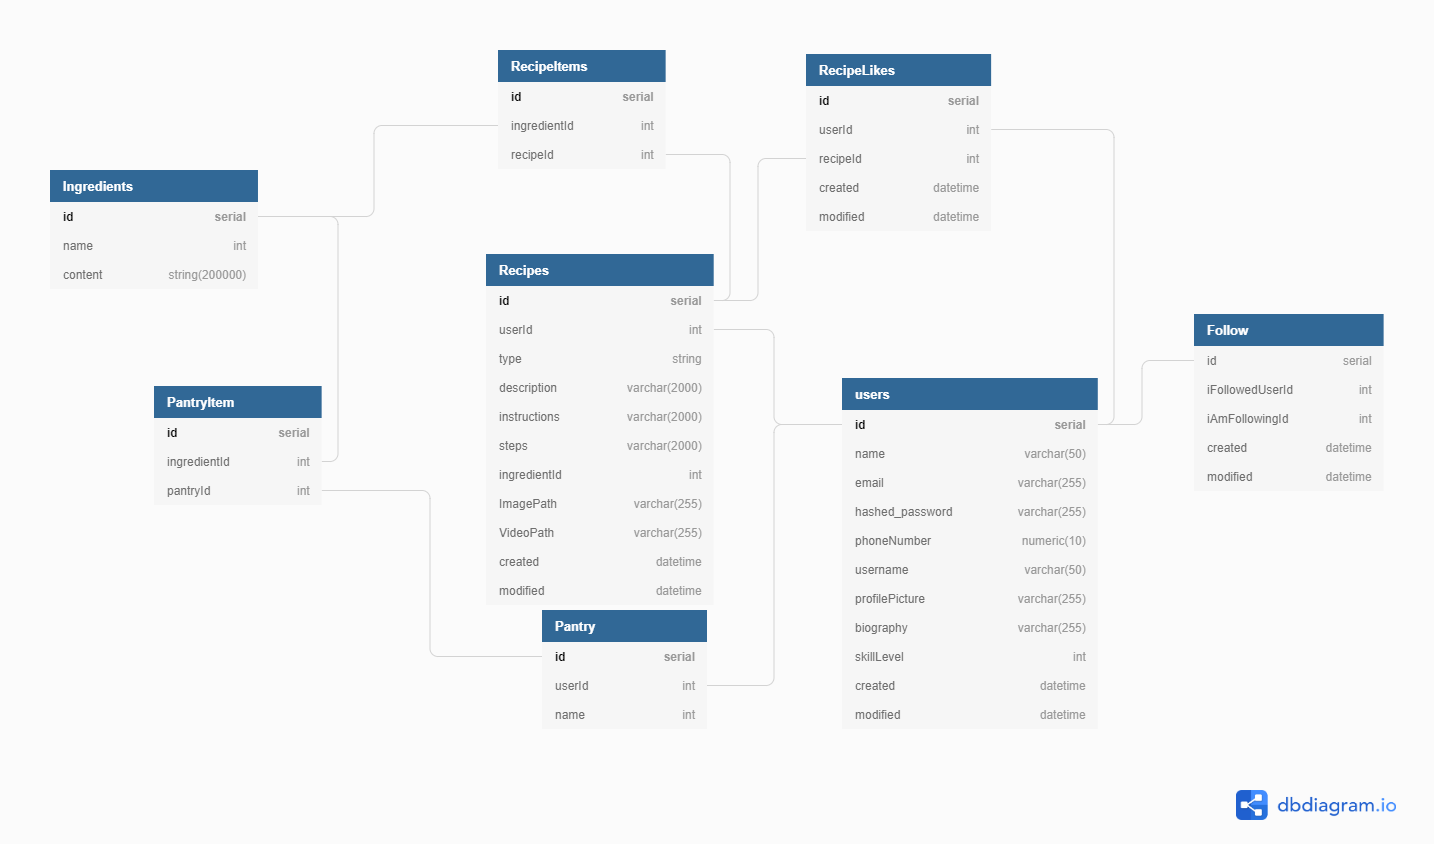 RecipeItems
id serial
ingredientId int
recipeId int
RecipeLikes
id serial
userId int
recipeId int
created datetime
modified datetime
Ingredients
id serial
name int
content string(200000)
Recipes
id serial
userId int
type string
description varchar(2000)
instructions varchar(2000)
steps varchar(2000)
ingredientId int
ImagePath varchar(255)
VideoPath varchar(255)
created datetime
modified datetime
Follow
id serial
iFollowedUserId int
iAmFollowingId int
created datetime
modified datetime
PantryItem
id serial
ingredientId int
pantryId int
users
id serial
name varchar(50)
email varchar(255)
hashed_password varchar(255)
phoneNumber numeric(10)
username varchar(50)
profilePicture varchar(255)
biography varchar(255)
skillLevel int
created datetime
modified datetime
Pantry
id serial
userId int
name int
dbdiagram.io